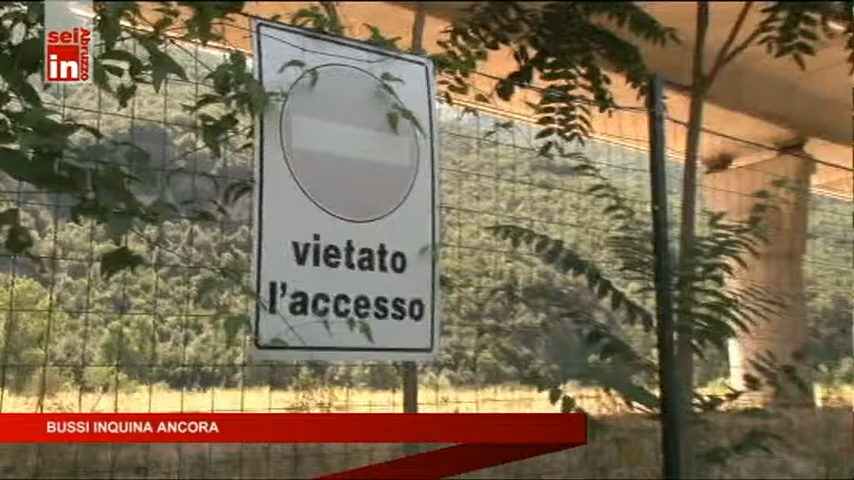 sei
in
Abruzzo
vietato
l'accesso
BUSSI INQUINA ANCORA